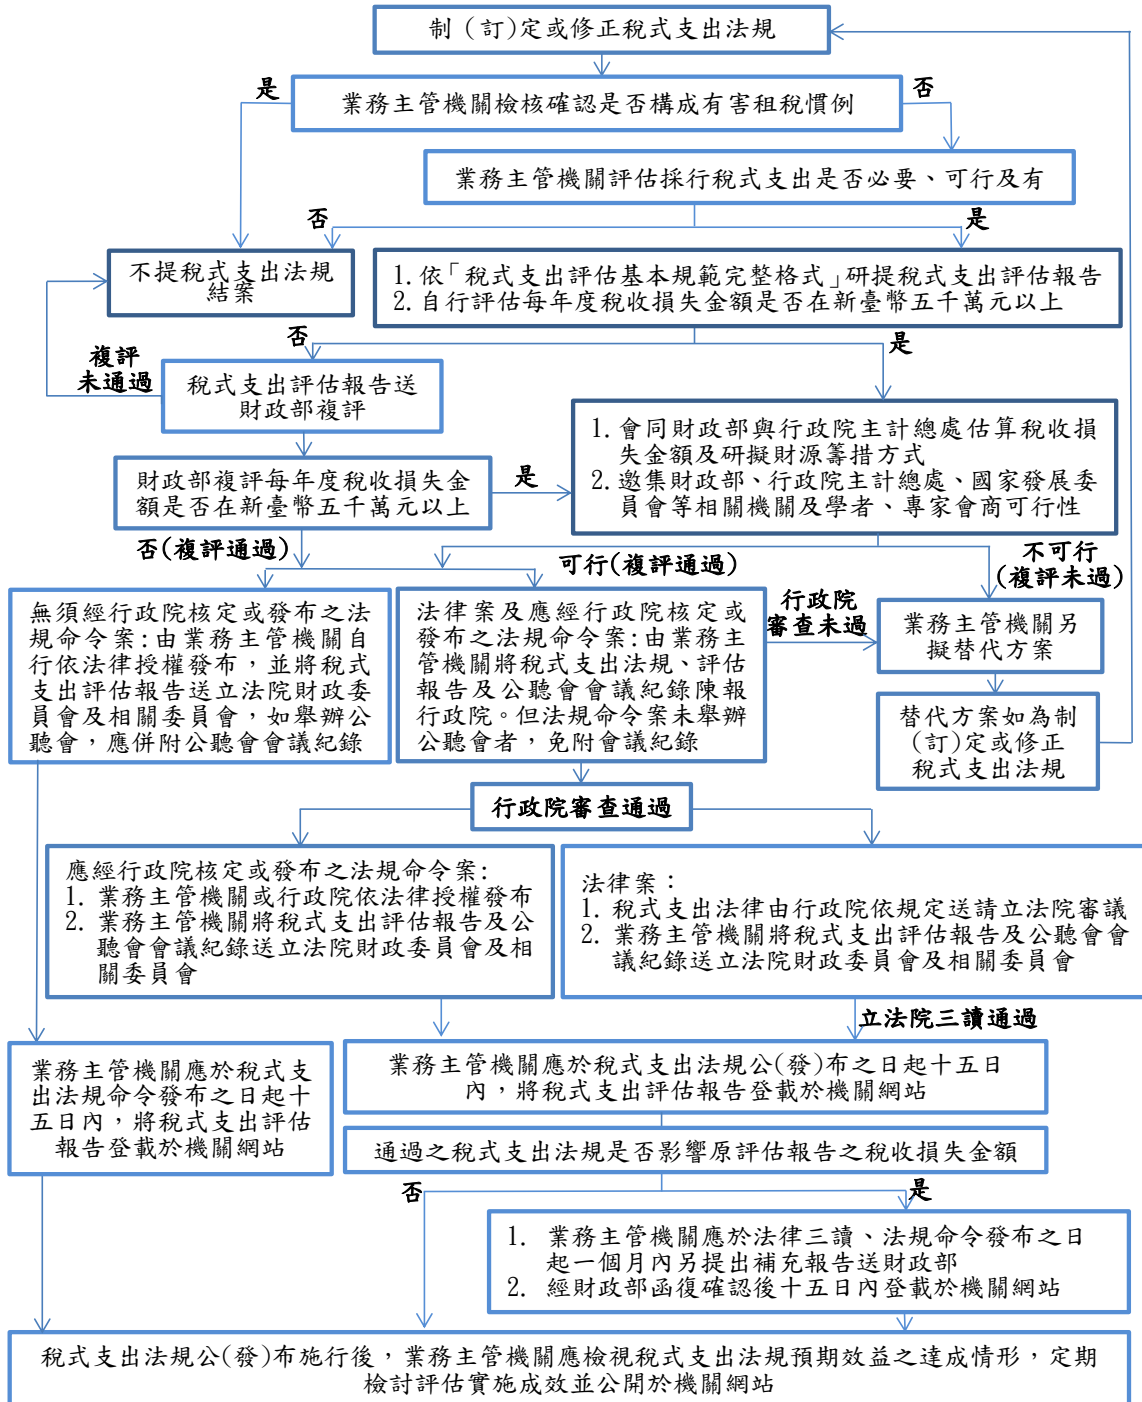 制(訂)定或修正稅式支出法規
是
否
業務主管機關檢核確認是否構成有害租稅慣例
業務主管機關評估採行稅式支出是否必要、可行及有
否
是
不提稅式支出法規
結案
1.依「稅式支出評估基本規範完整格式」研提稅式支出評估報告
2.自行評估每年度稅收損失金額是否在新臺幣五千萬元以上
否
是
複評
未通過
稅式支出評估報告送
財政部複評
1.會同財政部與行政院主計總處估算稅收損
失金額及研擬財源籌措方式
2.邀集財政部、行政院主計總處、國家發展委
員會等相關機關及學者、專家會商可行性
財政部複評每年度稅收損失金
額是否在新臺幣五千萬元以上
是
否(複評通過)
可行(複評通過)
不可行
(複評未過)
無須經行政院核定或發布之法
規命令案:由業務主管機關自
行依法律授權發布，並將稅式
支出評估報告送立法院財政委
員會及相關委員會，如舉辦公
聽會，應併附公聽會會議紀錄
法律案及應經行政院核定或
發布之法規命令案:由業務主
管機關將稅式支出法規、評估
報告及公聽會會議紀錄陳報
行政院。但法規命令案未舉辦
公聽會者，免附會議紀錄
行政院
審查未過
業務主管機關另
擬替代方案
替代方案如為制
(訂)定或修正
稅式支出法規
行政院審查通過
應經行政院核定或發布之法規命令案:
1. 業務主管機關或行政院依法律授權發布
2. 業務主管機關將稅式支出評估報告及公
聽會會議紀錄送立法院財政委員會及相
關委員會
法律案：
1. 稅式支出法律由行政院依規定送請立法院審議
2. 業務主管機關將稅式支出評估報告及公聽會會
議紀錄送立法院財政委員會及相關委員會
立法院三讀通過
業務主管機關應於稅式支
出法規命令發布之日起十
五日內，將稅式支出評估
報告登載於機關網站
業務主管機關應於稅式支出法規公(發)布之日起十五日
內，將稅式支出評估報告登載於機關網站
通過之稅式支出法規是否影響原評估報告之稅收損失金額
否
是
1. 業務主管機關應於法律三讀、法規命令發布之日
起一個月內另提出補充報告送財政部
2. 經財政部函復確認後十五日內登載於機關網站
稅式支出法規公(發)布施行後，業務主管機關應檢視稅式支出法規預期效益之達成情形，定期
檢討評估實施成效並公開於機關網站